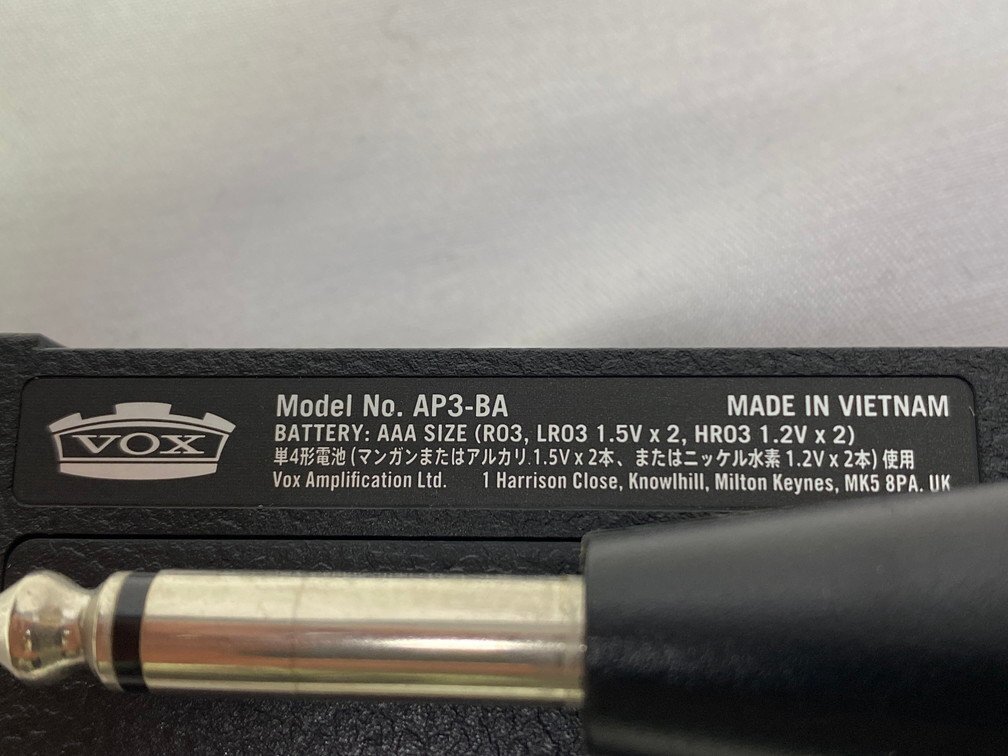 VOX
Model No. AP3-BA
MADE IN VIETNAM
BATTERY: AAA SIZE (R03, LR03 1.5V x 2, HR03 1.2V x 2)
単4形電池 (マンガンまたはアルカリ 1.5V x 2本、またはニッケル水素 1.2V x 2本) 使用
Vox Amplification Ltd. 1 Harrison Close, Knowlhill, Milton Keynes, MK5 8PA. UK